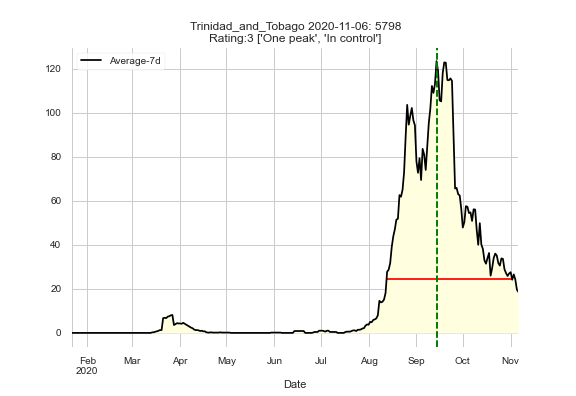 Trinidad_and_Tobago 2020-11-06: 5798
Rating:3 ['One peak', 'In control']
Average-7d
120
100
80
60
40
20
0
Feb Mar Apr May Jun Jul Aug Sep Oct Nov
2020
Date